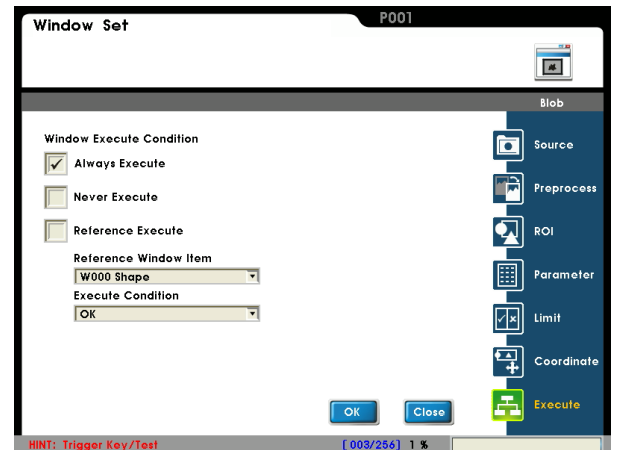 Window Set
P001
Blob
Window Execute Condition
Always Execute
Never Execute
Reference Execute
Reference Window Item
W000 Shape
Execute Condition
OK
Source
Preprocess
ROI
Parameter
Limit
Coordinate
Execute
OK
Close
HINT: Trigger Key/Test
[003/256] 1 %